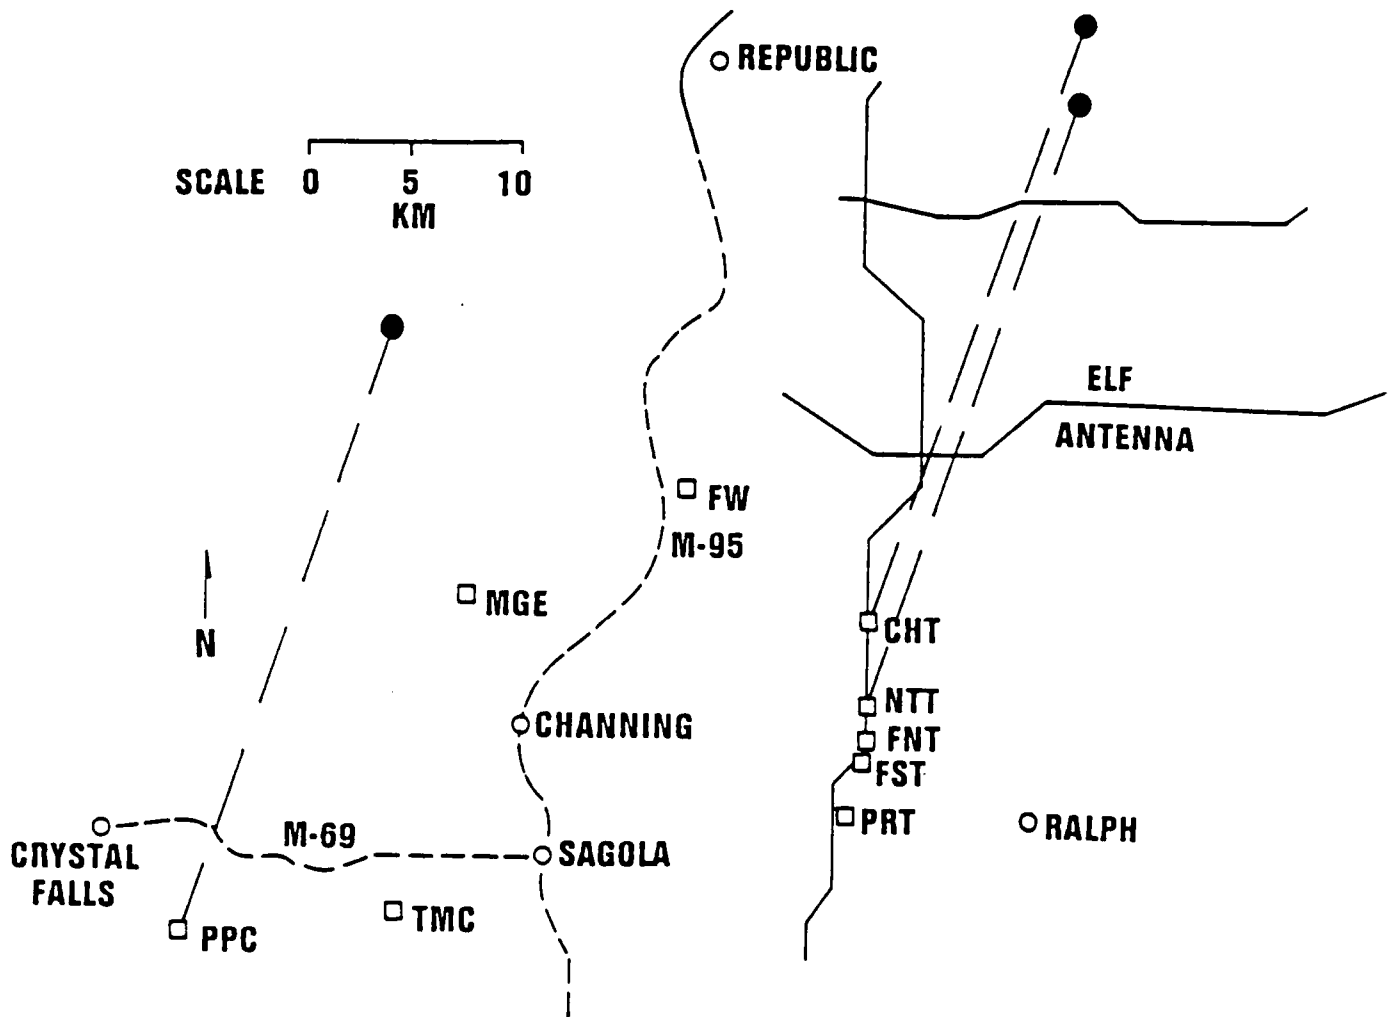 REPUBLIC
SCALE 0 5 10
KM
ELF
ANTENNA
FW
M-95
MGE
N
CHT
NTT
CHANNING
FNT
FST
PRT
RALPH
M-69
CRYSTAL
FALLS
SAGOLA
TMC
PPC